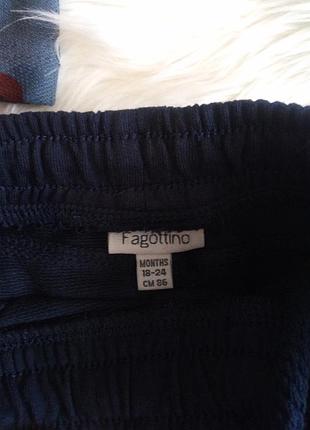 Fagottino
MONTHS
18-24
CM 86